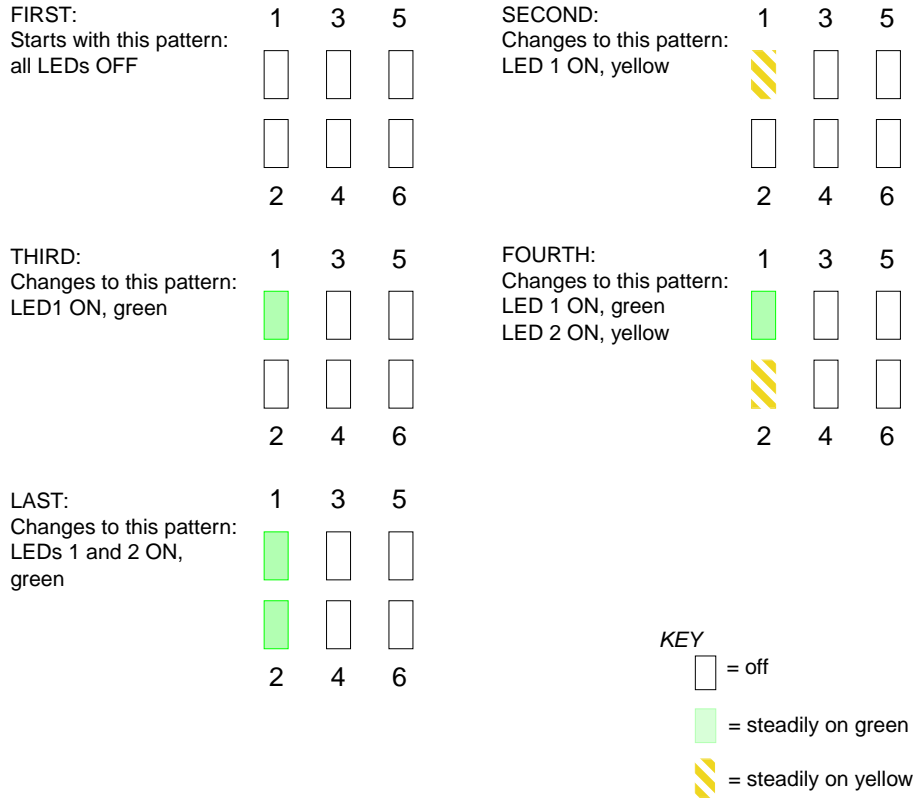 FIRST:
Starts with this pattern:
all LEDs OFF
1 3 5
2 4 6
SECOND:
Changes to this pattern:
LED 1 ON, yellow
1 3 5
2 4 6
THIRD:
Changes to this pattern:
LED1 ON, green
1 3 5
2 4 6
FOURTH:
Changes to this pattern:
LED 1 ON, green
LED 2 ON, yellow
1 3 5
2 4 6
LAST:
Changes to this pattern:
LEDs 1 and 2 ON,
green
1 3 5
2 4 6
KEY
= off
= steadily on green
= steadily on yellow